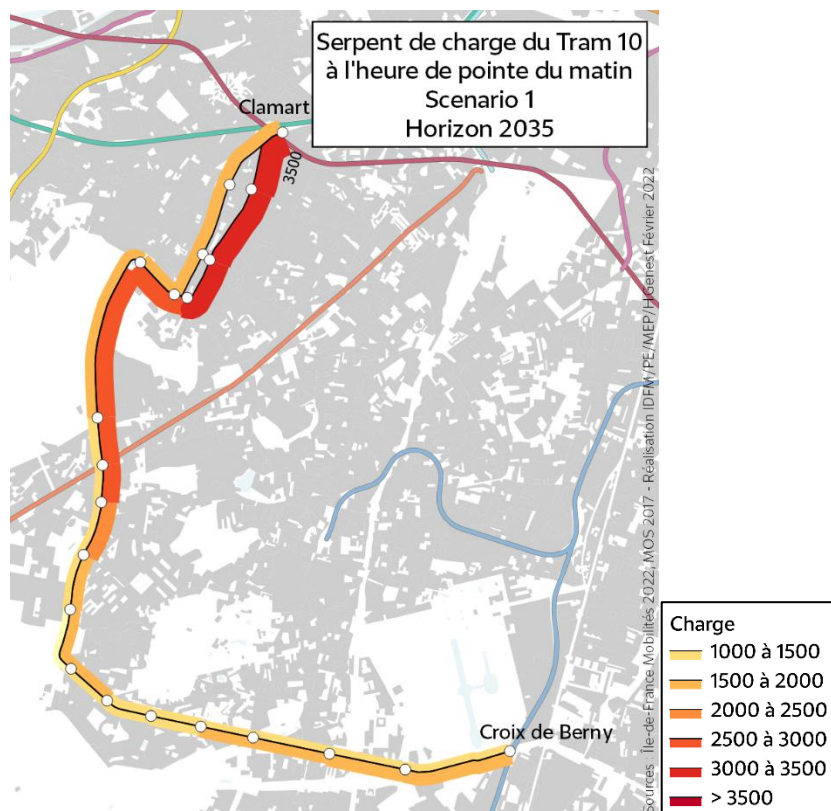 Serpent de charge du Tram 10
à l'heure de pointe du matin
Scenario 1
Horizon 2035
Clamart
3500
Croix de Berny
Sources : Île-de-France Mobilités 2022; MOS 2017 - Réalisation IDFM/PE/MEP/H.Genest Février 2022
Charge
1000 à 1500
1500 à 2000
2000 à 2500
2500 à 3000
3000 à 3500
> 3500